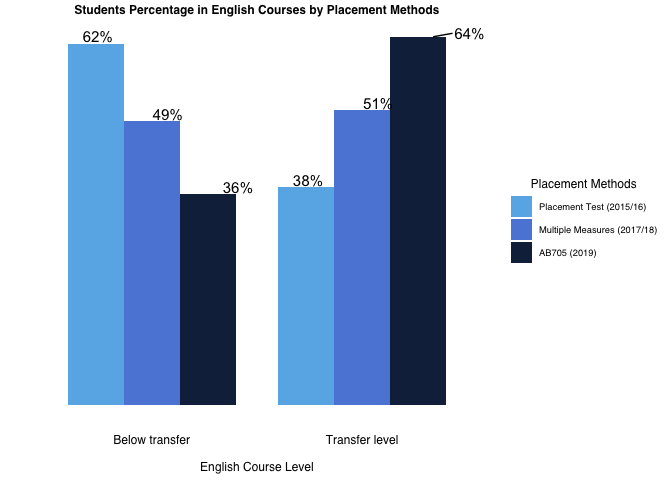 Students Percentage in English Courses by Placement Methods
62%
49%
36%
38%
51%
64%
Placement Methods
Placement Test (2015/16)
Multiple Measures (2017/18)
AB705 (2019)
Below transfer
Transfer level
English Course Level